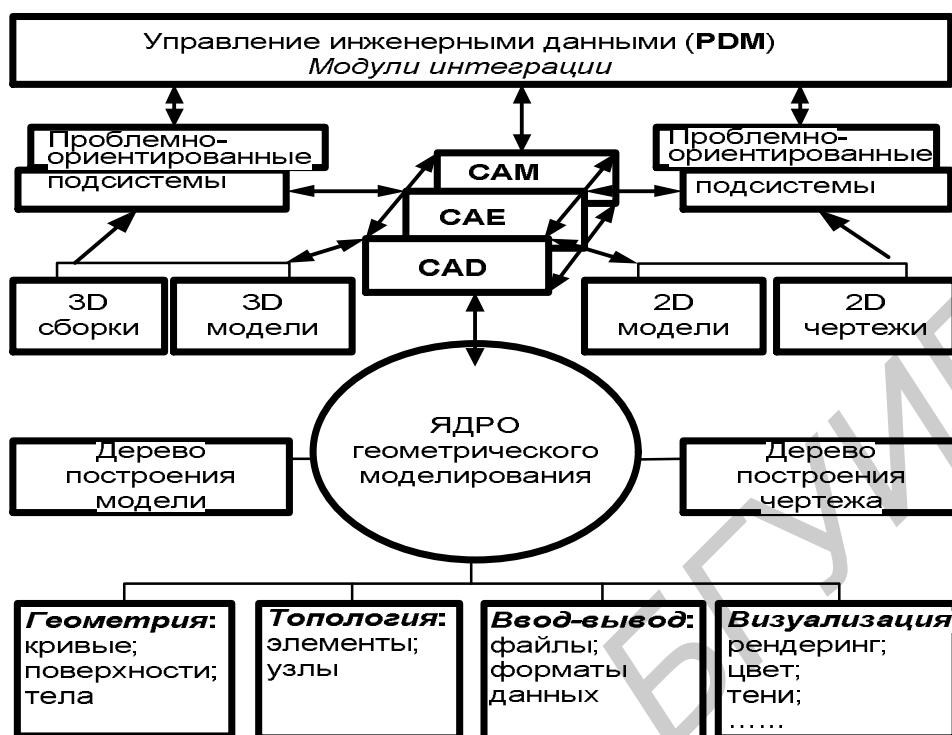 Управление инженерными данными (PDM)
Модули интеграции
Проблемно-
ориентированные
подсистемы
CAM
CAE
CAD
Проблемно-
ориентированные
подсистемы
3D
сборки
3D
модели
2D
модели
2D
чертежи
ЯДРО
геометрического
моделирования
Дерево
построения
модели
Дерево
построения
чертежа
Геометрия:
кривые;
поверхности;
тела
Топология:
элементы;
узлы
Ввод-вывод:
файлы;
форматы
данных
Визуализация
рендеринг;
цвет;
тени;
……